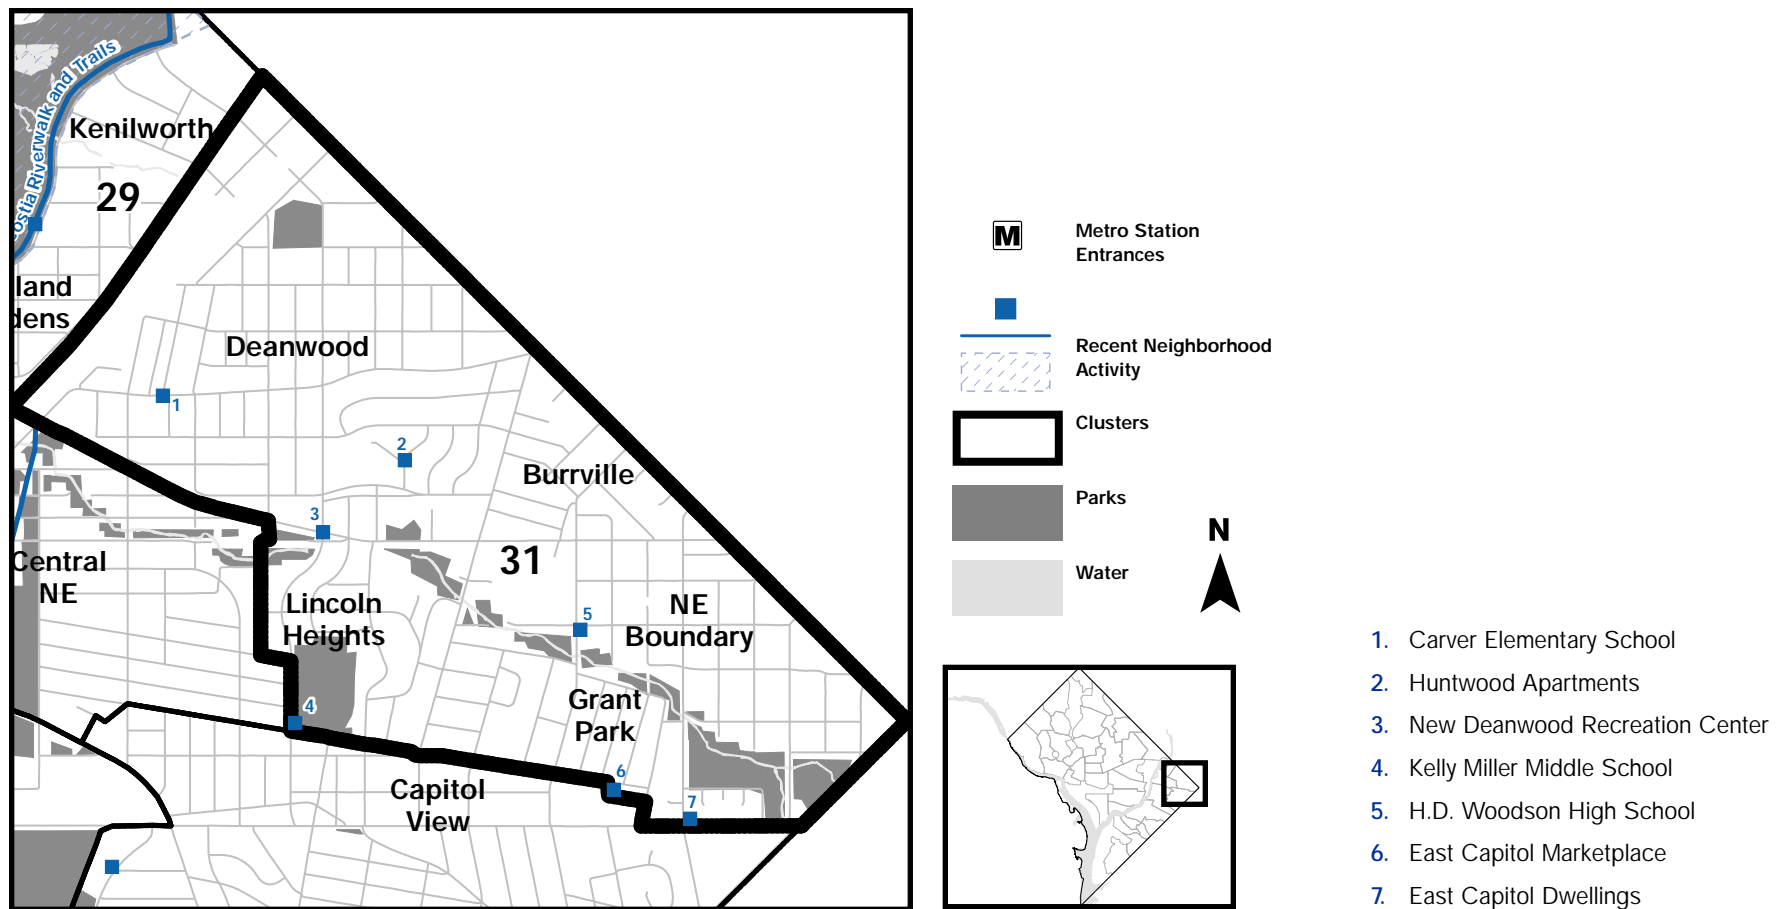 ostia Riverwalk and Trails
Kenilworth
29
land
dens
Deanwood
1
2
Burrville
3
31
Central
NE
Lincoln
Heights
5
NE
Boundary
4
Grant
Park
6
Capitol
View
7
M
Metro Station
Entrances
Recent Neighborhood
Activity
Clusters
Parks
Water
N
1. Carver Elementary School
2. Huntwood Apartments
3. New Deanwood Recreation Center
4. Kelly Miller Middle School
5. H.D. Woodson High School
6. East Capitol Marketplace
7. East Capitol Dwellings